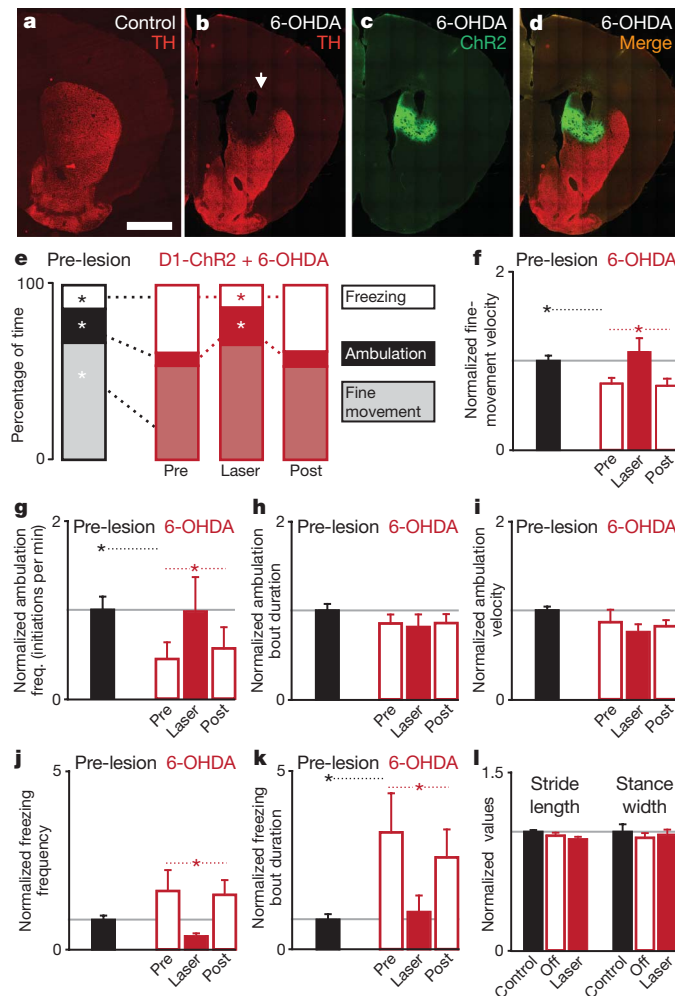 a Control
TH
b 6-OHDA
TH
c 6-OHDA
ChR2
d 6-OHDA
Merge
e Pre-lesion D1-ChR2 + 6-OHDA
Percentage of time
100
0
*
*
*
*
*
Pre
Laser
Post
Freezing
Ambulation
Fine
movement
f Pre-lesion 6-OHDA
Normalized fine-
movement velocity
2
0
*
*
Pre
Laser
Post
g Pre-lesion 6-OHDA
Normalized ambulation
freq. (initiations per min)
2
0
*
*
Pre
Laser
Post
h Pre-lesion 6-OHDA
Normalized ambulation
bout duration
2
0
Pre
Laser
Post
i Pre-lesion 6-OHDA
Normalized ambulation
velocity
2
0
Pre
Laser
Post
j Pre-lesion 6-OHDA
Normalized freezing
frequency
5
0
*
Pre
Laser
Post
k Pre-lesion 6-OHDA
Normalized freezing
bout duration
5
0
*
*
Pre
Laser
Post
l
Normalized values
1.5
0
Stride
length
Stance
width
Control
Off
Laser
Control
Off
Laser